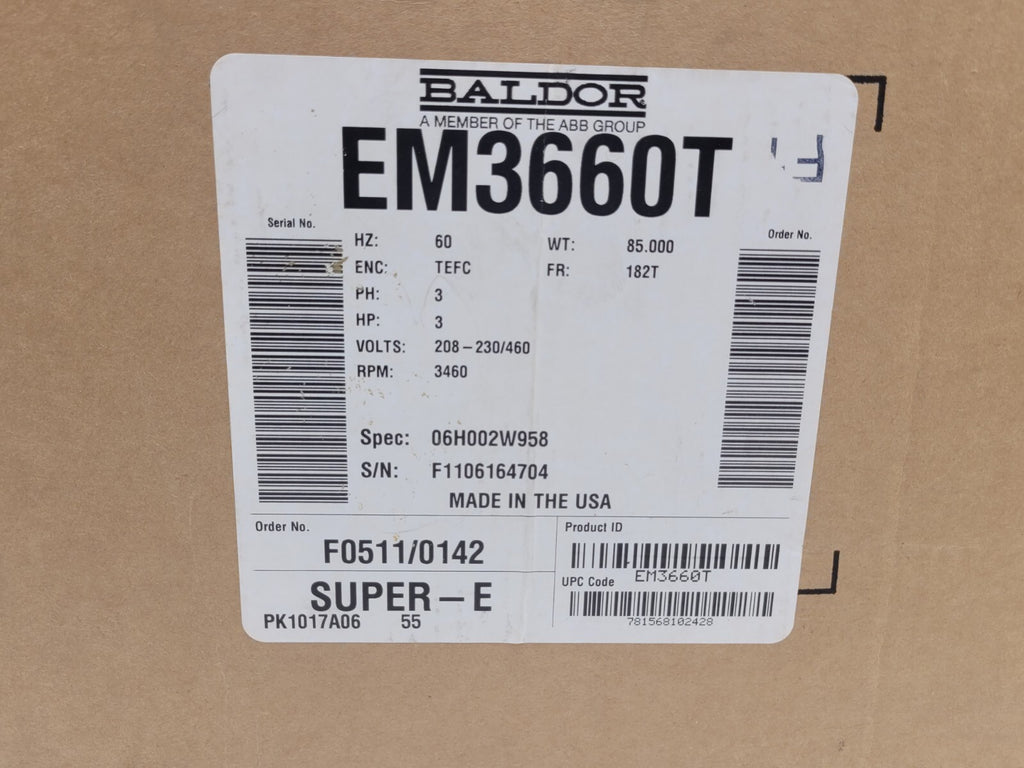 BALDOR
A MEMBER OF THE ABB GROUP
EM3660T
F
Serial No.
Order No.
HZ: 60 WT: 85.000
ENC: TEFC FR: 182T
PH: 3
HP: 3
VOLTS: 208-230/460
RPM: 3460
Spec: 06H002W958
S/N: F1106164704
MADE IN THE USA
Order No.
F0511/0142
SUPER-E
PK1017A06 55
Product ID
EM3660T
UPC Code
781568102428